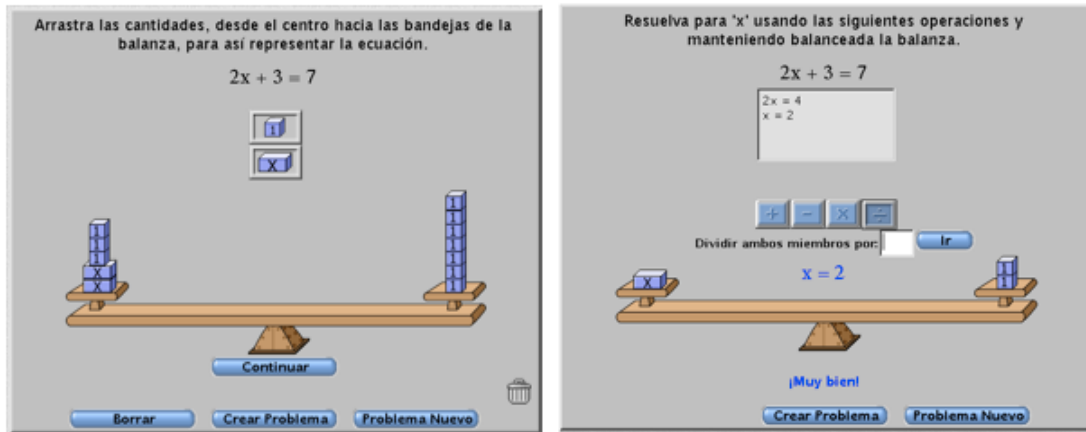 Arrastra las cantidades, desde el centro hacia las bandejas de la
balanza, para así representar la ecuación.
2x + 3 = 7
1
X
1
1
1
X
X
1
1
1
1
1
1
1
Continuar
Borrar
Crear Problema
Problema Nuevo
Resuelva para 'x' usando las siguientes operaciones y
manteniendo balanceada la balanza.
2x + 3 = 7
2x = 4
x = 2
+ - x ÷
Dividir ambos miembros por: Ir
x = 2
X
1
1
¡Muy bien!
Crear Problema
Problema Nuevo